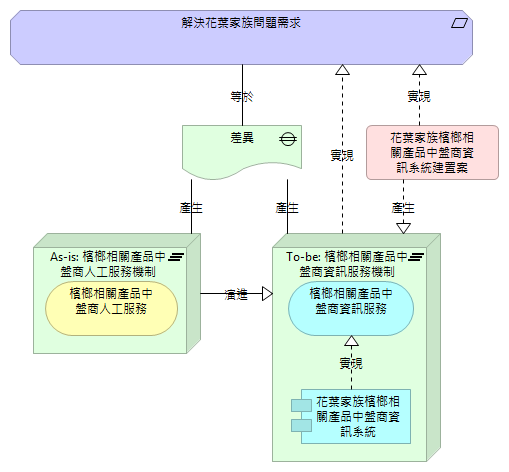 解決花葉家族問題需求
等於
實現
實現
差異
花葉家族檳榔相
關產品中盤商資
訊系統建置案
產生
產生
產生
As-is: 檳榔相關產品中
盤商人工服務機制
檳榔相關產品中
盤商人工服務
演進
To-be: 檳榔相關產品中
盤商資訊服務機制
檳榔相關產品中
盤商資訊服務
實現
花葉家族檳榔相
關產品中盤商資
訊系統